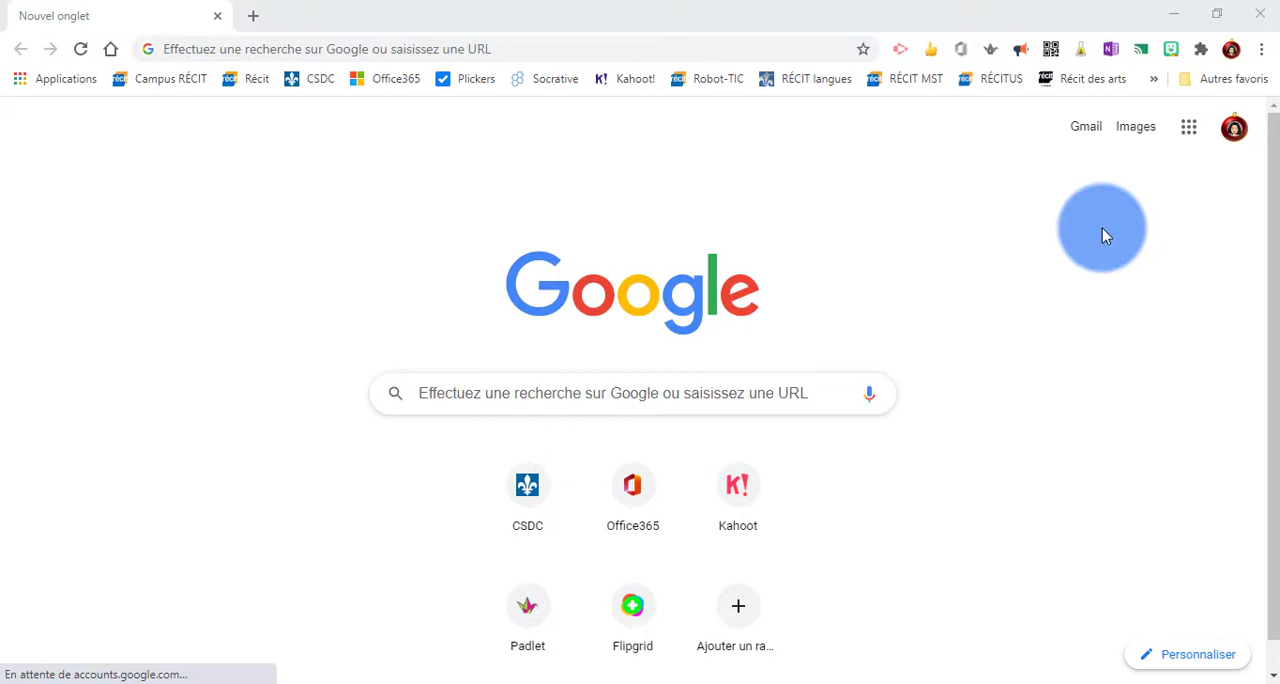 Nouvel onglet
Effectuez une recherche sur Google ou saisissez une URL
Applications Campus RÉCIT Récit CSDC Office365 Plickers Socrative K! Kahoot! Robot-TIC RÉCIT langues RÉCIT MST RÉCITUS Récit des arts » Autres favoris
Gmail Images
Google
Effectuez une recherche sur Google ou saisissez une URL
K!
CSDC Office365 Kahoot
Padlet Flipgrid Ajouter un ra...
Personnaliser
En attente de accounts.google.com...